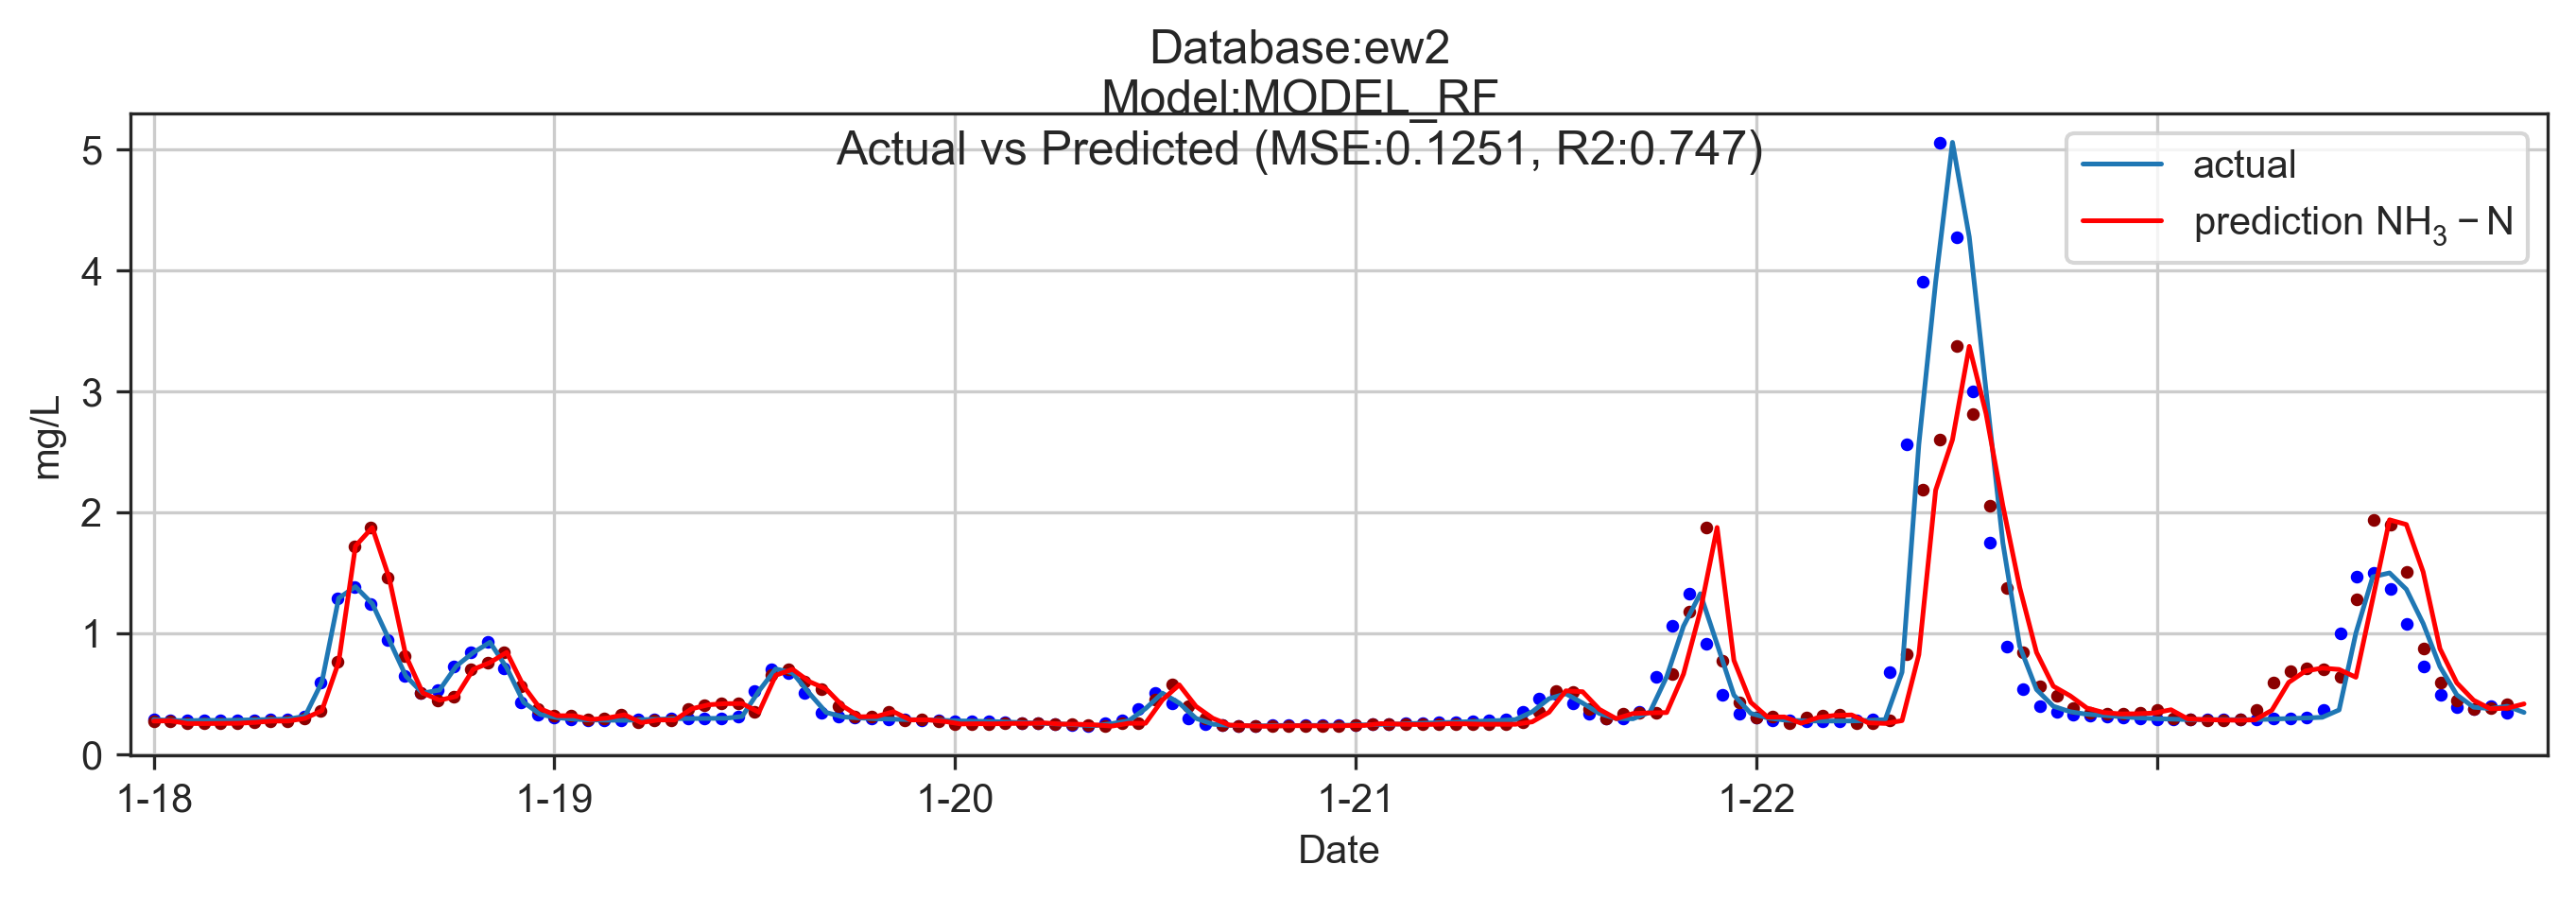 Database:ew2
Model:MODEL_RF
Actual vs Predicted (MSE:0.1251, R2:0.747)
actual
prediction NH₃ − N
5
4
3
2
1
0
mg/L
1-18 1-19 1-20 1-21 1-22
Date